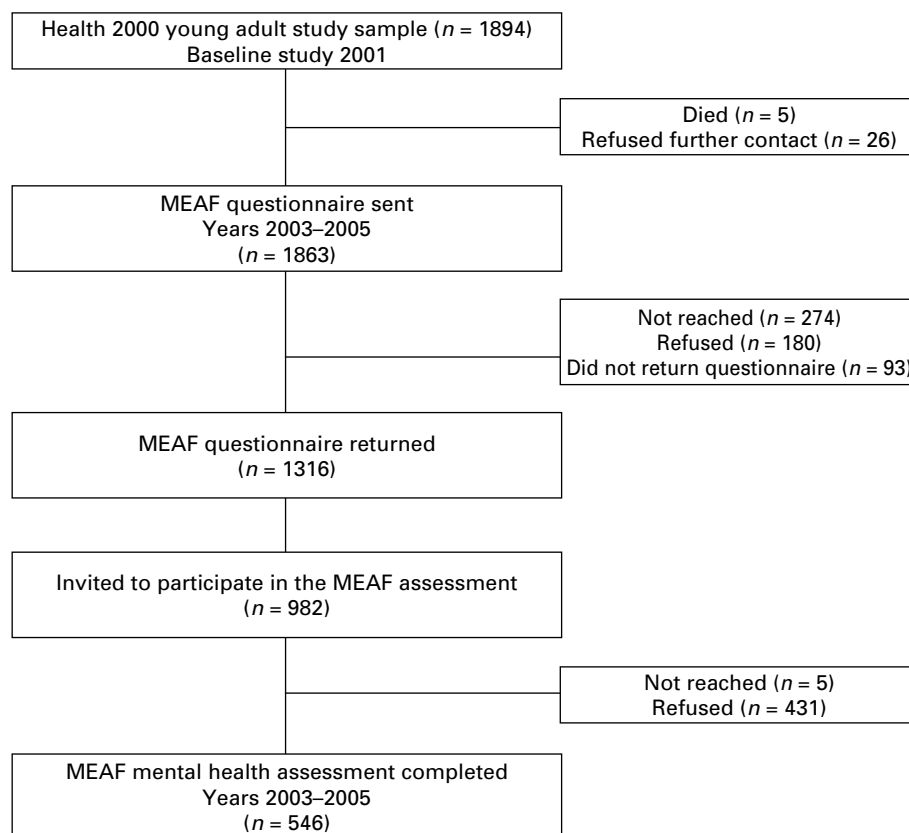 Health 2000 young adult study sample (n = 1894)
Baseline study 2001
Died (n = 5)
Refused further contact (n = 26)
MEAF questionnaire sent
Years 2003–2005
(n = 1863)
Not reached (n = 274)
Refused (n = 180)
Did not return questionnaire (n = 93)
MEAF questionnaire returned
(n = 1316)
Invited to participate in the MEAF assessment
(n = 982)
Not reached (n = 5)
Refused (n = 431)
MEAF mental health assessment completed
Years 2003–2005
(n = 546)